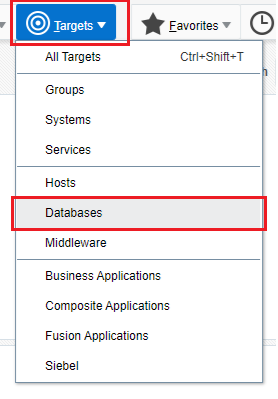 Targets Favorites
All Targets Ctrl+Shift+T
Groups
Systems
Services
Hosts
Databases
Middleware
Business Applications
Composite Applications
Fusion Applications
Siebel